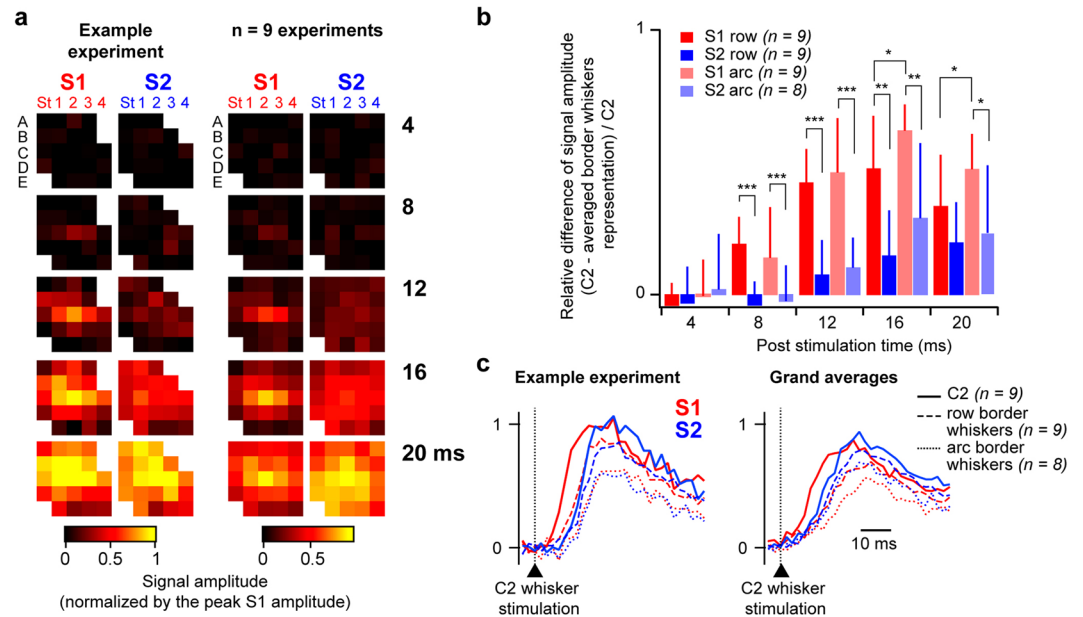 a
Example
experiment
n = 9 experiments
S1
S2
S1
S2
St 1 2 3 4
St 1 2 3 4
St 1 2 3 4
St 1 2 3 4
A
B
C
D
E
A
B
C
D
E
4
8
12
16
20 ms
0
0.5
1
0
0.5
Signal amplitude
(normalized by the peak S1 amplitude)
b
Relative difference of signal amplitude
(C2 - averaged border whiskers
representation) / C2
1
0
S1 row (n = 9)
S2 row (n = 9)
S1 arc (n = 9)
S2 arc (n = 8)
***
***
***
***
*
**
**
*
*
4
8
12
16
20
Post stimulation time (ms)
c
Example experiment
S1
S2
1
0
C2 whisker
stimulation
Grand averages
1
0
10 ms
C2 whisker
stimulation
C2 (n = 9)
row border
whiskers (n = 9)
arc border
whiskers (n = 8)